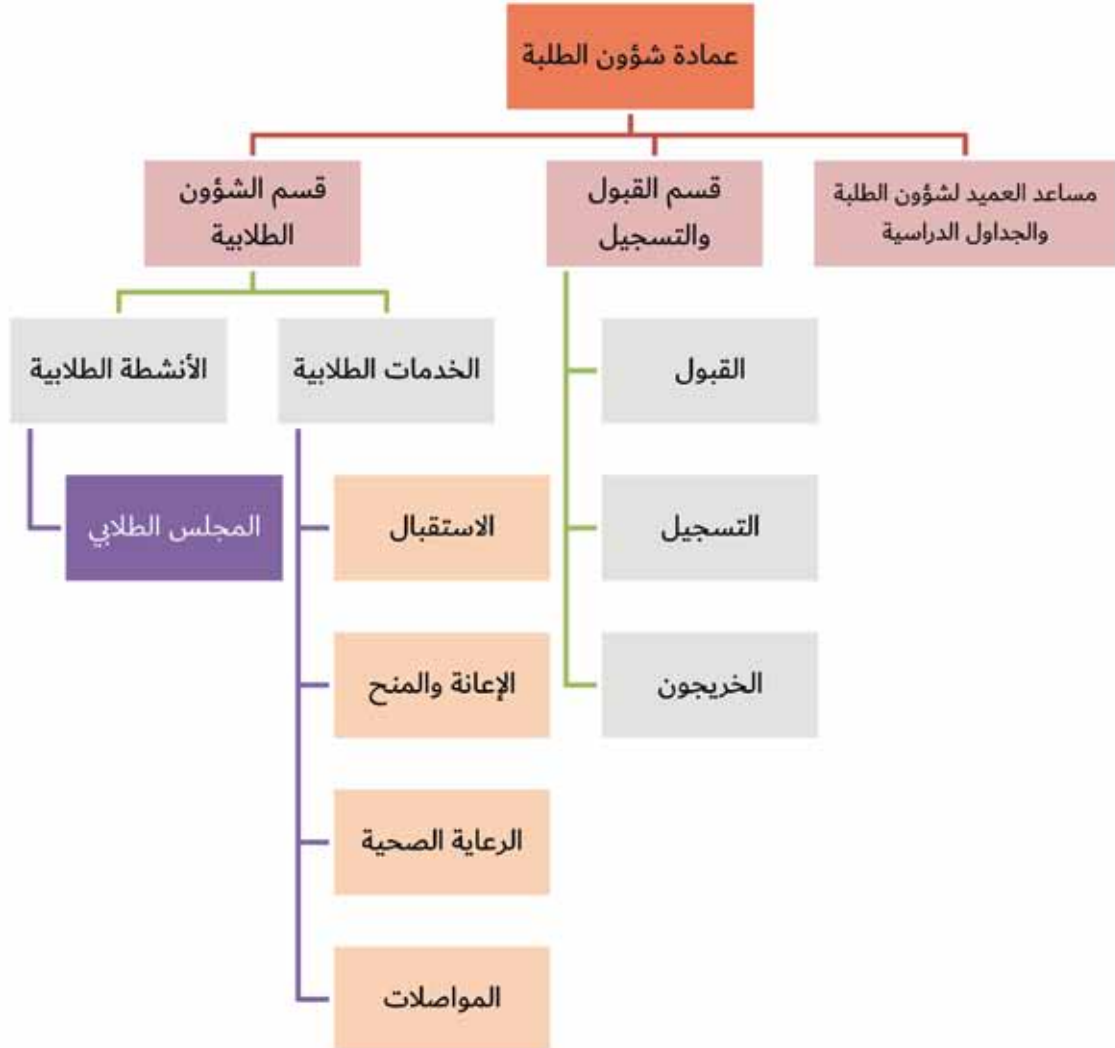 عمادة شؤون الطلبة
مساعد العميد لشؤون الطلبة
والجداول الدراسية
قسم القبول
والتسجيل
قسم الشؤون
الطلابية
القبول
الخدمات الطلابية
الأنشطة الطلابية
التسجيل
الاستقبال
المجلس الطلابي
الخريجون
الإعانة والمنح
الرعاية الصحية
المواصلات